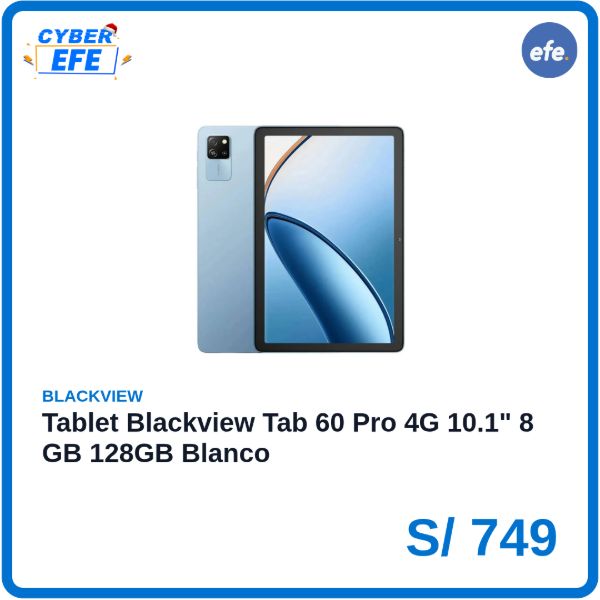 CYBER
EFE
efe.
BLACKVIEW
Tablet Blackview Tab 60 Pro 4G 10.1" 8
GB 128GB Blanco
S/ 749